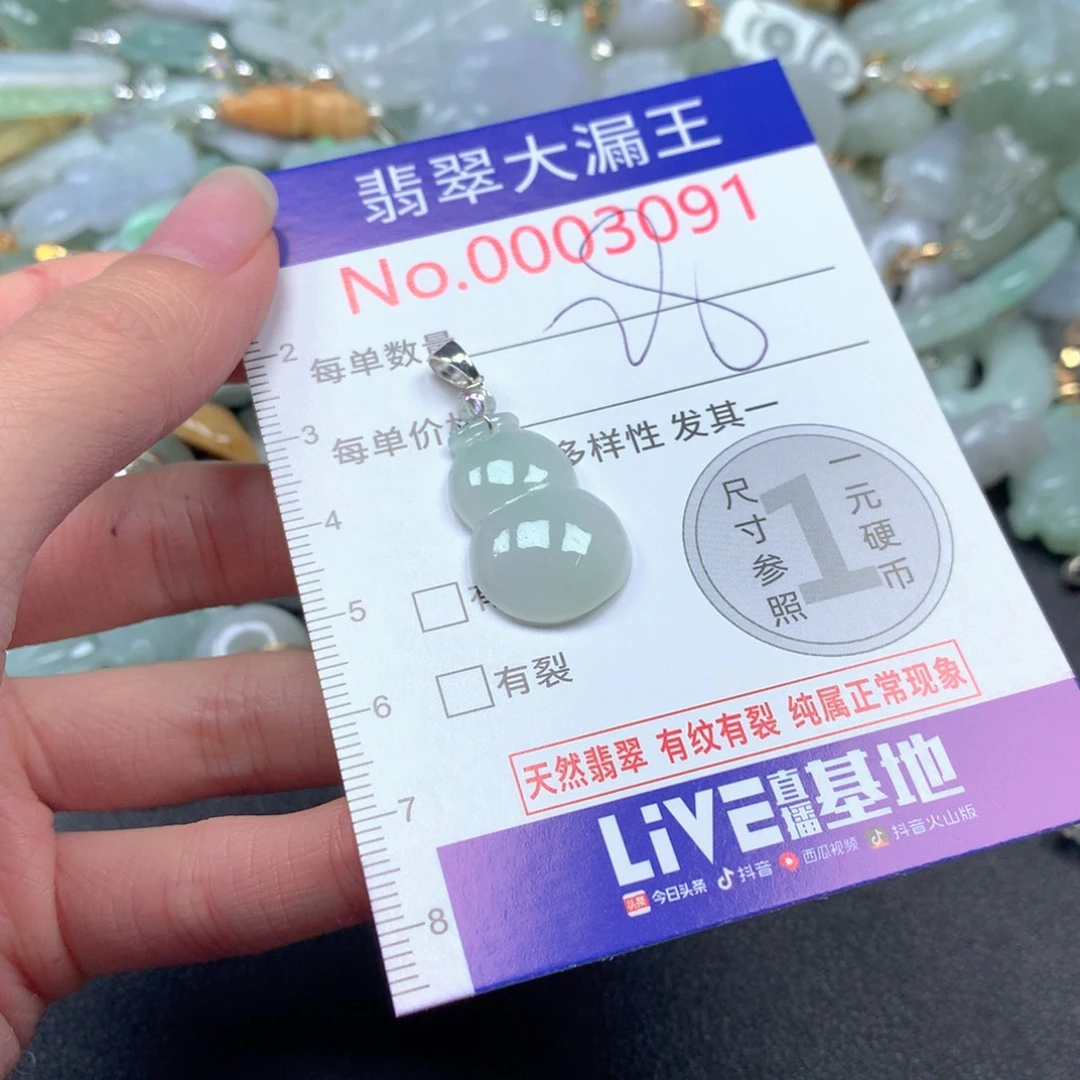 翡翠大漏王
No.0003091
每单数量
每单价格
多样性 发其一
尺寸参照
1
一元硬币
有
有裂
天然翡翠 有纹有裂 纯属正常现象
LiVE直播基地
头条 今日头条 抖音 西瓜视频 抖音火山版
2
3
4
5
6
7
8